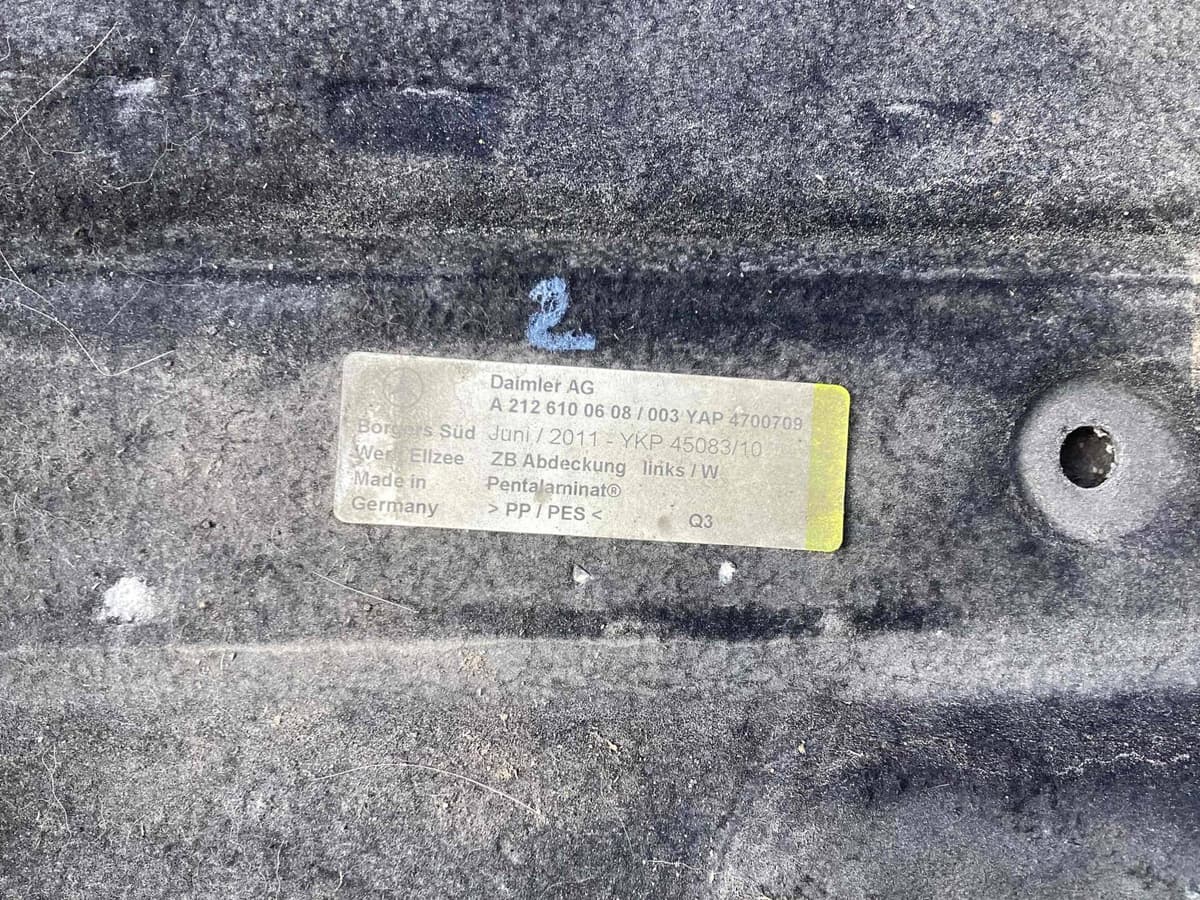 2
Daimler AG
A 212 610 06 08 / 003 YAP 4700709
Borgers Süd Juni / 2011 - YKP 45083/10
Werk Ellzee ZB Abdeckung links / W
Made in Pentalaminat®
Germany > PP / PES < Q3